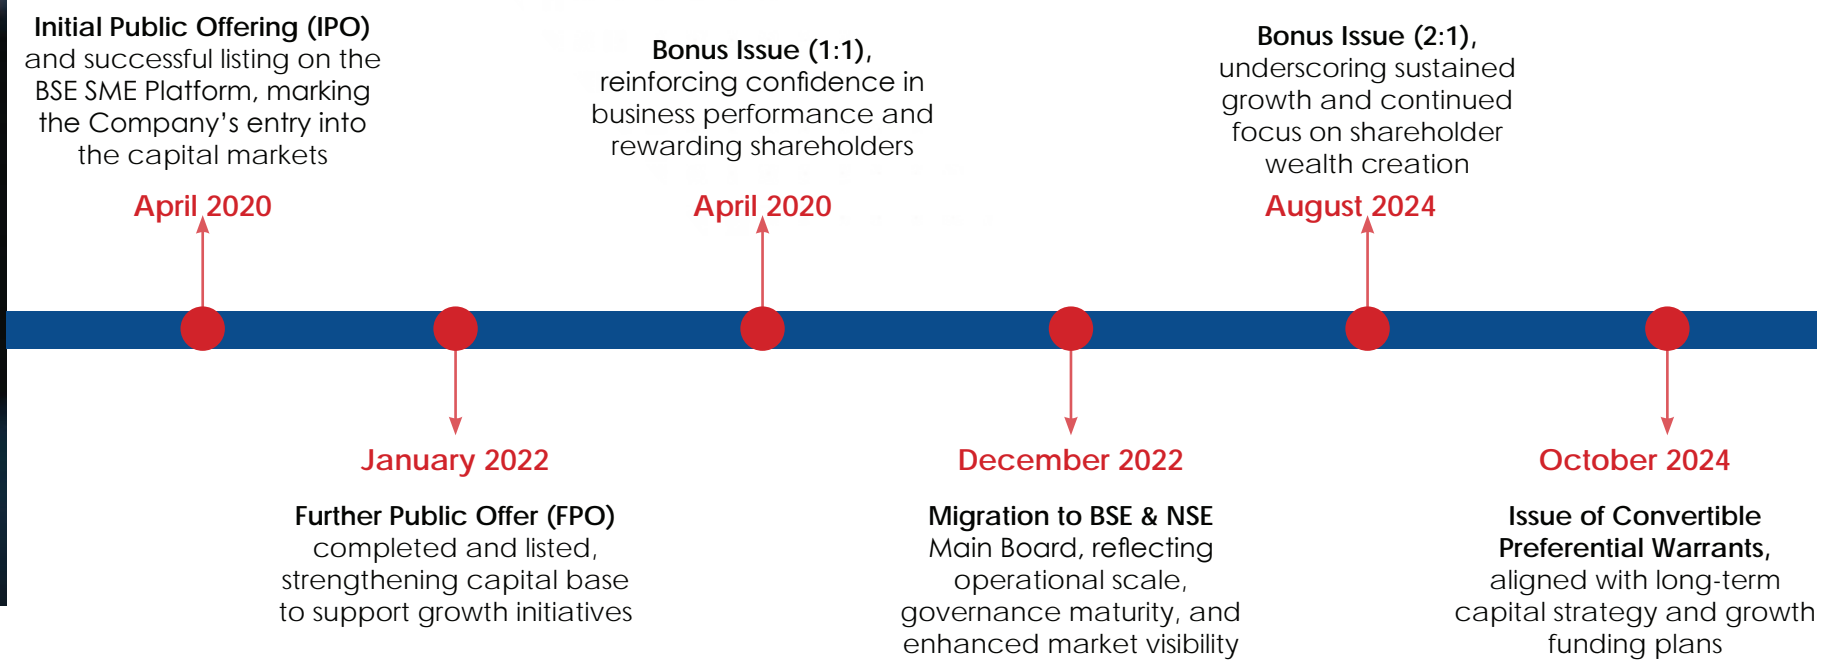 Initial Public Offering (IPO)
and successful listing on the
BSE SME Platform, marking
the Company's entry into
the capital markets
April 2020
January 2022
Further Public Offer (FPO)
completed and listed,
strengthening capital base
to support growth initiatives
Bonus Issue (1:1),
reinforcing confidence in
business performance and
rewarding shareholders
April 2020
December 2022
Migration to BSE & NSE
Main Board, reflecting
operational scale,
governance maturity, and
enhanced market visibility
Bonus Issue (2:1),
underscoring sustained
growth and continued
focus on shareholder
wealth creation
August 2024
October 2024
Issue of Convertible
Preferential Warrants,
aligned with long-term
capital strategy and growth
funding plans